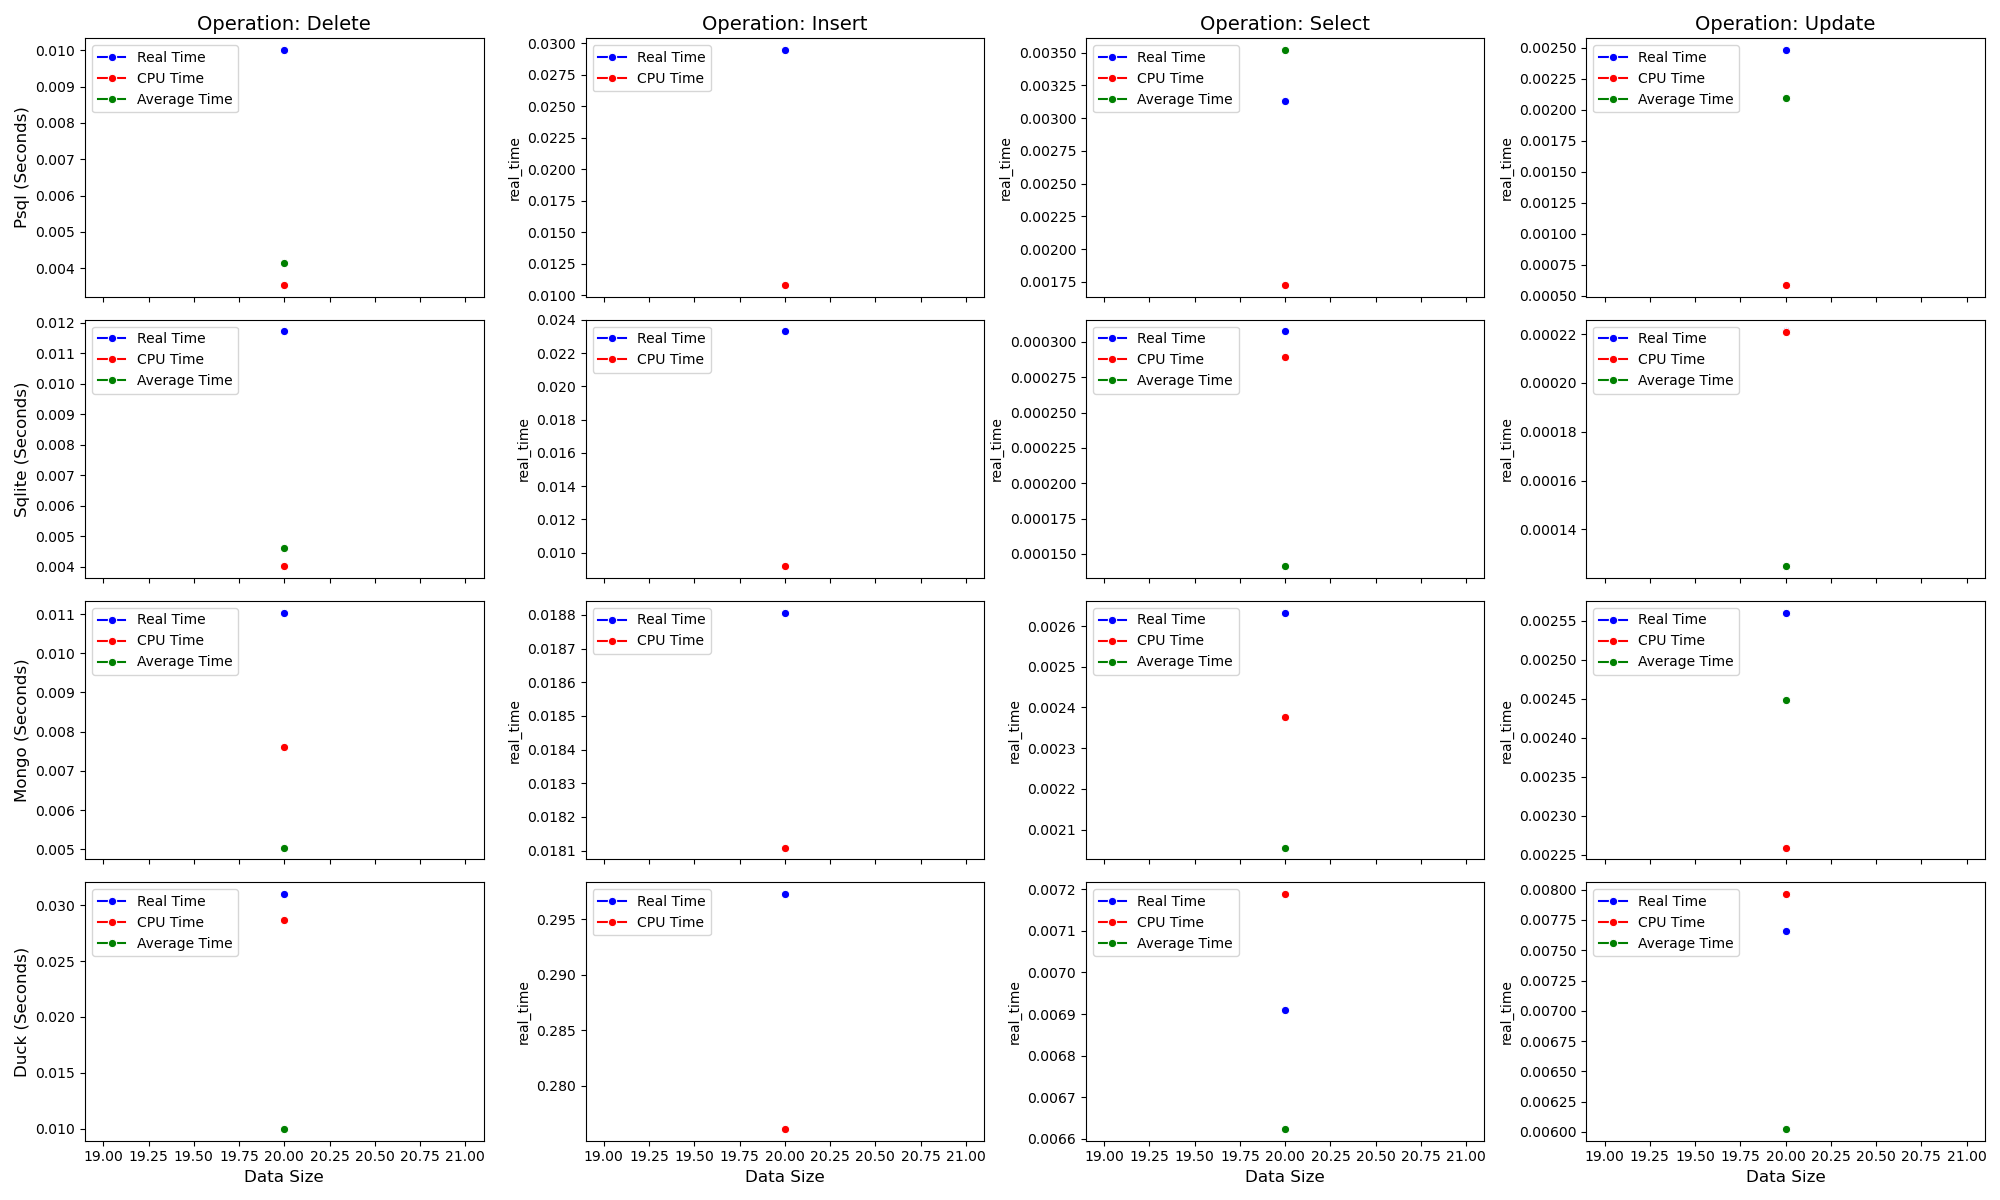 Operation: Delete
Operation: Insert
Operation: Select
Operation: Update
Psql (Seconds)
0.010
0.009
0.008
0.007
0.006
0.005
0.004
Real Time
CPU Time
Average Time
real_time
0.0300
0.0275
0.0250
0.0225
0.0200
0.0175
0.0150
0.0125
0.0100
Real Time
CPU Time
real_time
0.00350
0.00325
0.00300
0.00275
0.00250
0.00225
0.00200
0.00175
Real Time
CPU Time
Average Time
real_time
0.00250
0.00225
0.00200
0.00175
0.00150
0.00125
0.00100
0.00075
0.00050
Real Time
CPU Time
Average Time
Sqlite (Seconds)
0.012
0.011
0.010
0.009
0.008
0.007
0.006
0.005
0.004
Real Time
CPU Time
Average Time
real_time
0.024
0.022
0.020
0.018
0.016
0.014
0.012
0.010
Real Time
CPU Time
real_time
0.000300
0.000275
0.000250
0.000225
0.000200
0.000175
0.000150
Real Time
CPU Time
Average Time
real_time
0.00022
0.00020
0.00018
0.00016
0.00014
Real Time
CPU Time
Average Time
Mongo (Seconds)
0.011
0.010
0.009
0.008
0.007
0.006
0.005
Real Time
CPU Time
Average Time
real_time
0.0188
0.0187
0.0186
0.0185
0.0184
0.0183
0.0182
0.0181
Real Time
CPU Time
real_time
0.0026
0.0025
0.0024
0.0023
0.0022
0.0021
Real Time
CPU Time
Average Time
real_time
0.00255
0.00250
0.00245
0.00240
0.00235
0.00230
0.00225
Real Time
CPU Time
Average Time
Duck (Seconds)
0.030
0.025
0.020
0.015
0.010
Real Time
CPU Time
Average Time
real_time
0.295
0.290
0.285
0.280
Real Time
CPU Time
real_time
0.0072
0.0071
0.0070
0.0069
0.0068
0.0067
0.0066
Real Time
CPU Time
Average Time
real_time
0.00800
0.00775
0.00750
0.00725
0.00700
0.00675
0.00650
0.00625
0.00600
Real Time
CPU Time
Average Time
19.00 19.25 19.50 19.75 20.00 20.25 20.50 20.75 21.00
Data Size
19.00 19.25 19.50 19.75 20.00 20.25 20.50 20.75 21.00
Data Size
19.00 19.25 19.50 19.75 20.00 20.25 20.50 20.75 21.00
Data Size
19.00 19.25 19.50 19.75 20.00 20.25 20.50 20.75 21.00
Data Size